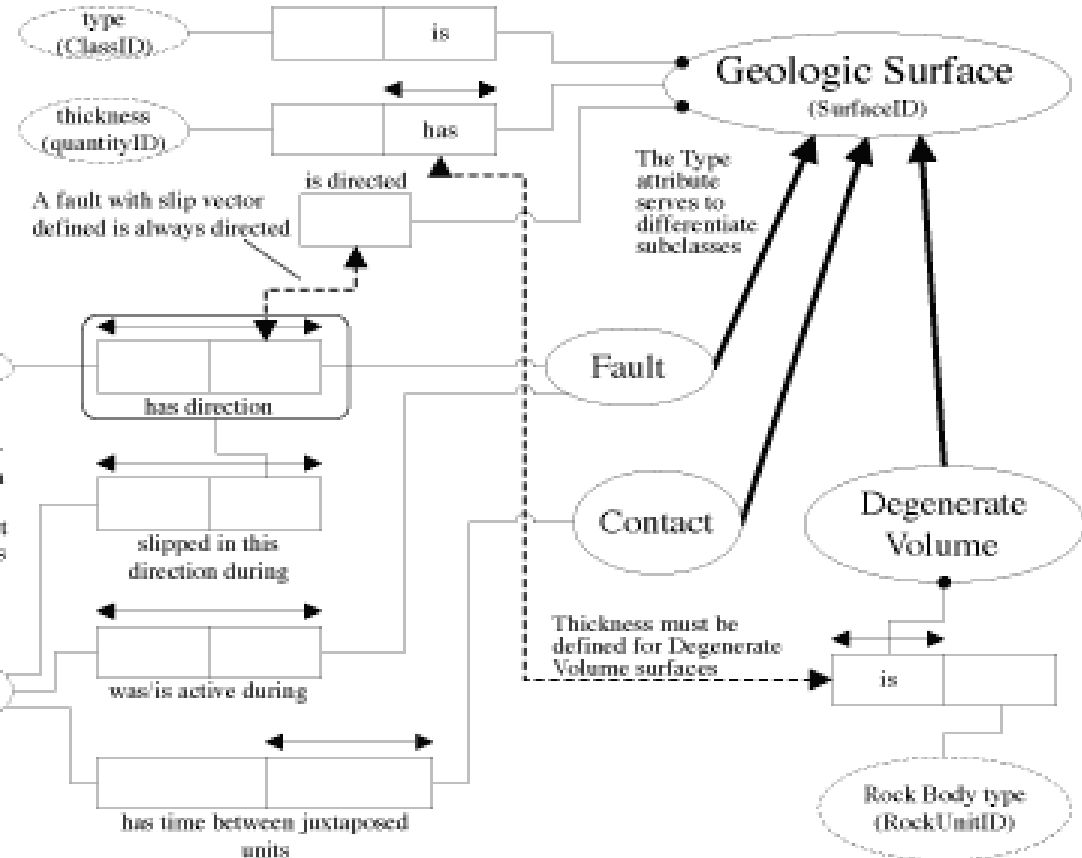 type
(ClassID)
is
Geologic Surface
(SurfaceID)
thickness
(quantityID)
has
The Type
attribute
serves to
differentiate
subclasses
is directed
A fault with slip vector
defined is always directed
Fault
has direction
Contact
Degenerate
Volume
slipped in this
direction during
Thickness must be
defined for Degenerate
Volume surfaces
is
was/is active during
Rock Body type
(RockUnitID)
has time between juxtaposed
units